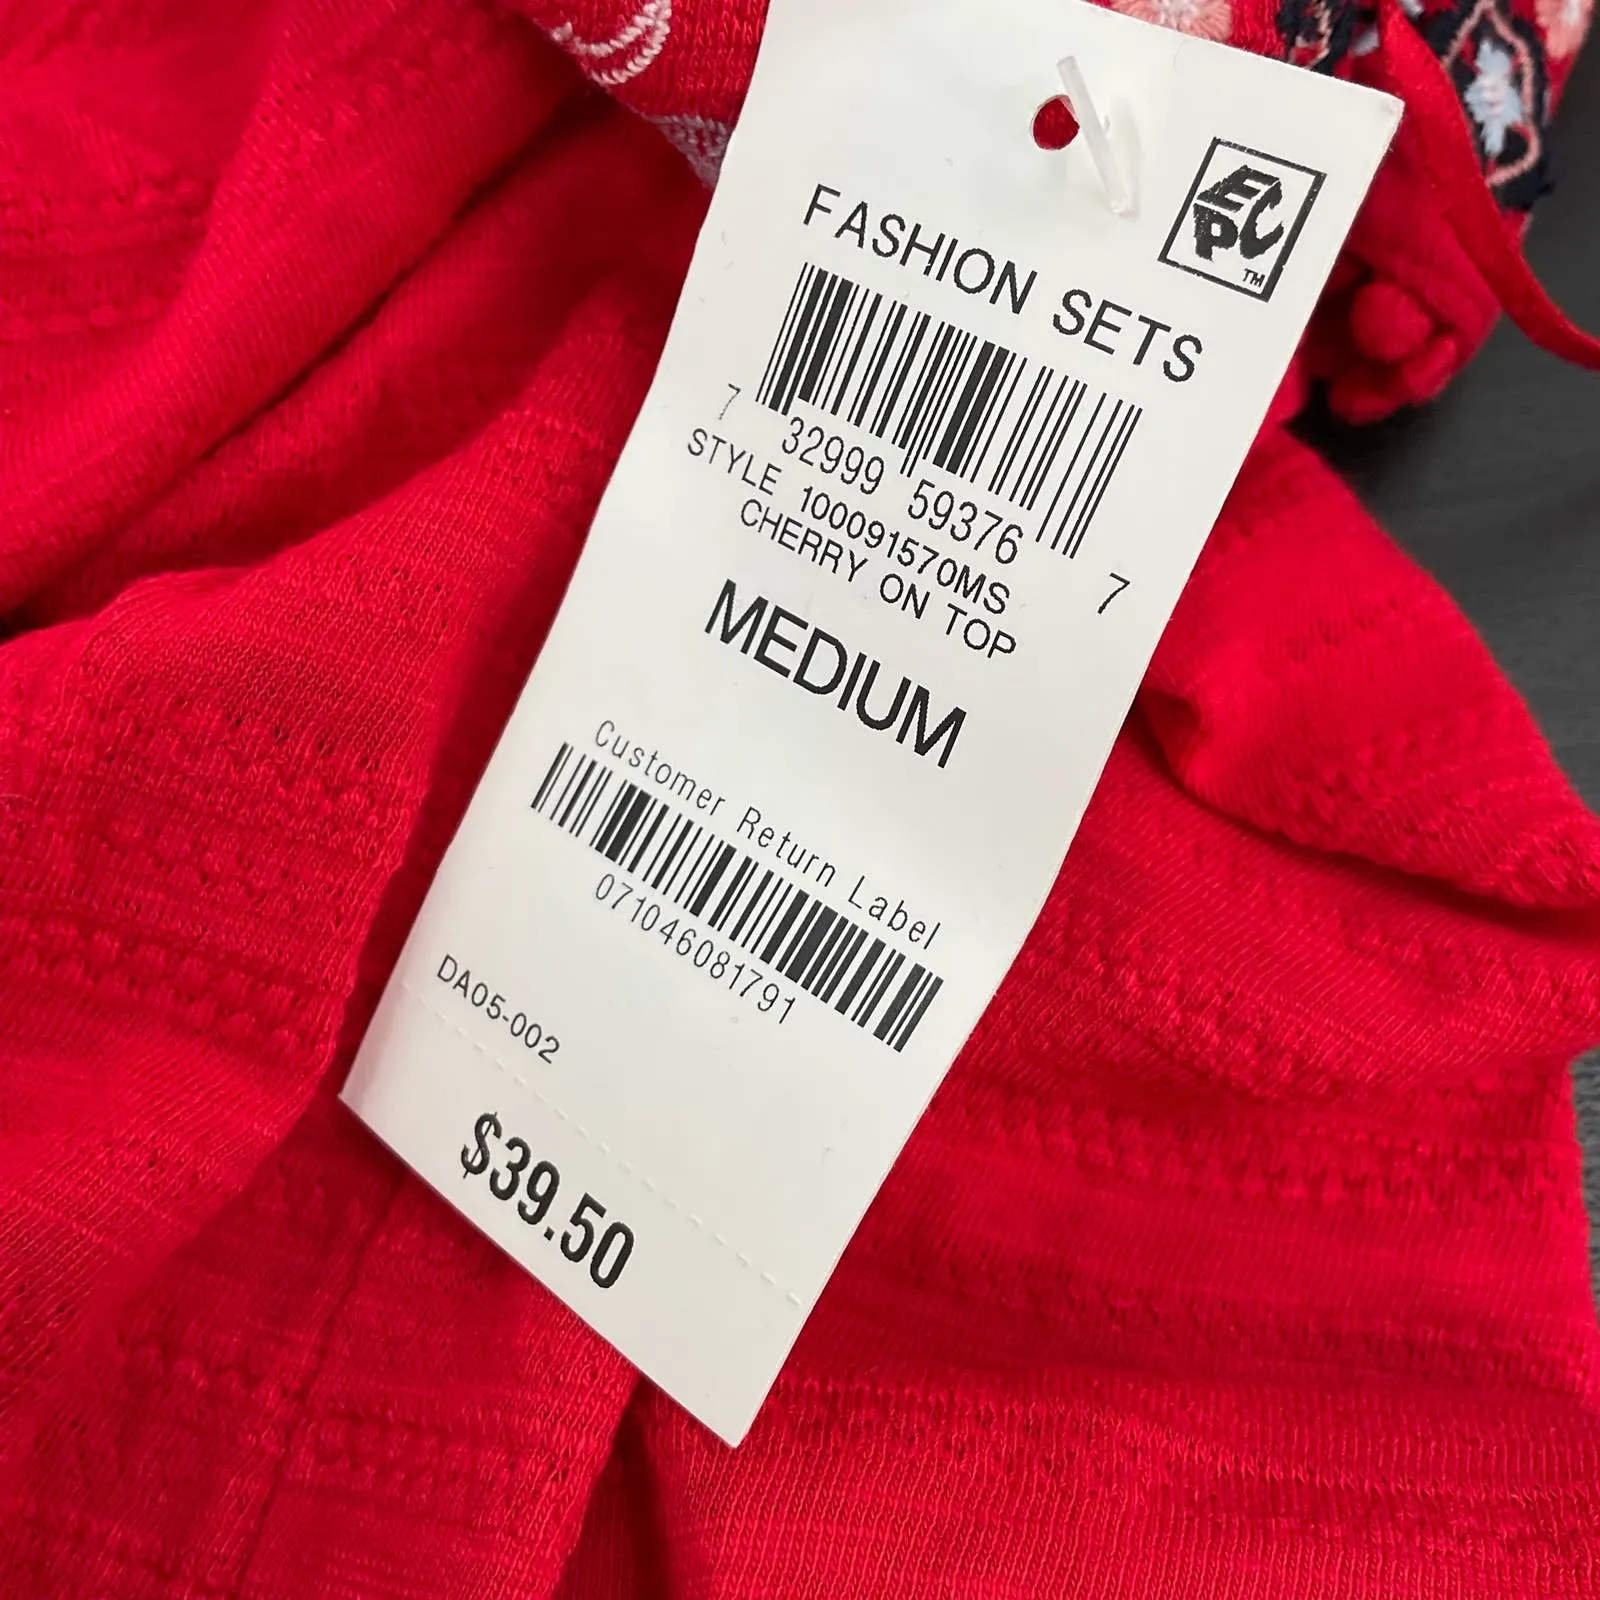 EPC
TM
FASHION SETS
7 32999 59376 7
STYLE 100091570MS
CHERRY ON TOP
MEDIUM
Customer Return Label
071046081791
DA05-002
$39.50